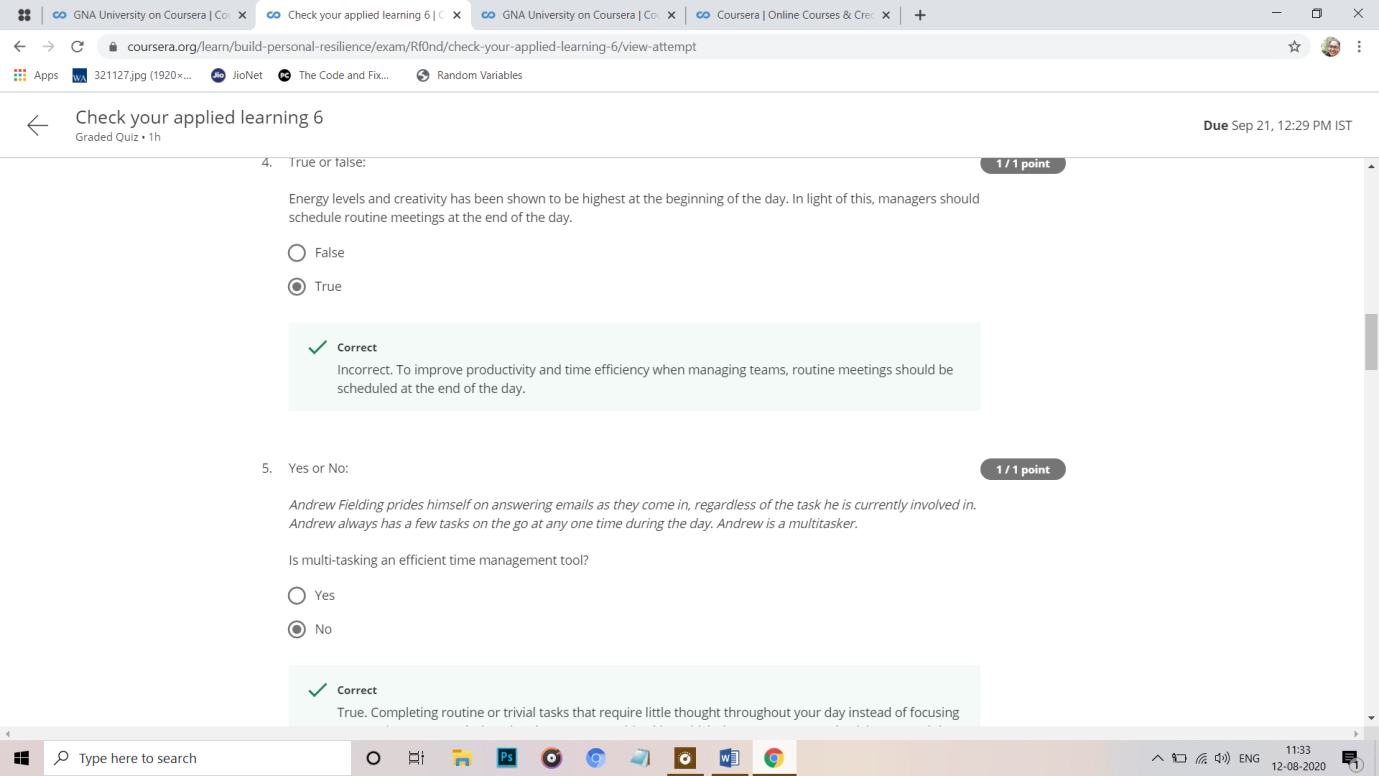 GNA University on Coursera | Co
Check your applied learning 6 | C
GNA University on Coursera | Co
Coursera | Online Courses & Cre
coursera.org/learn/build-personal-resilience/exam/Rf0nd/check-your-applied-learning-6/view-attempt
Apps
WA
321127.jpg (1920×...
Jio
JioNet
PC
The Code and Fix...
Random Variables
Check your applied learning 6
Graded Quiz • 1h
Due Sep 21, 12:29 PM IST
4. True or false:
1 / 1 point
Energy levels and creativity has been shown to be highest at the beginning of the day. In light of this, managers should
schedule routine meetings at the end of the day.
False
True
Correct
Incorrect. To improve productivity and time efficiency when managing teams, routine meetings should be
scheduled at the end of the day.
5. Yes or No:
1 / 1 point
Andrew Fielding prides himself on answering emails as they come in, regardless of the task he is currently involved in.
Andrew always has a few tasks on the go at any one time during the day. Andrew is a multitasker.
Is multi-tasking an efficient time management tool?
Yes
No
Correct
True. Completing routine or trivial tasks that require little thought throughout your day instead of focusing
Type here to search
Ps
W
ENG
11:33
12-08-2020
1